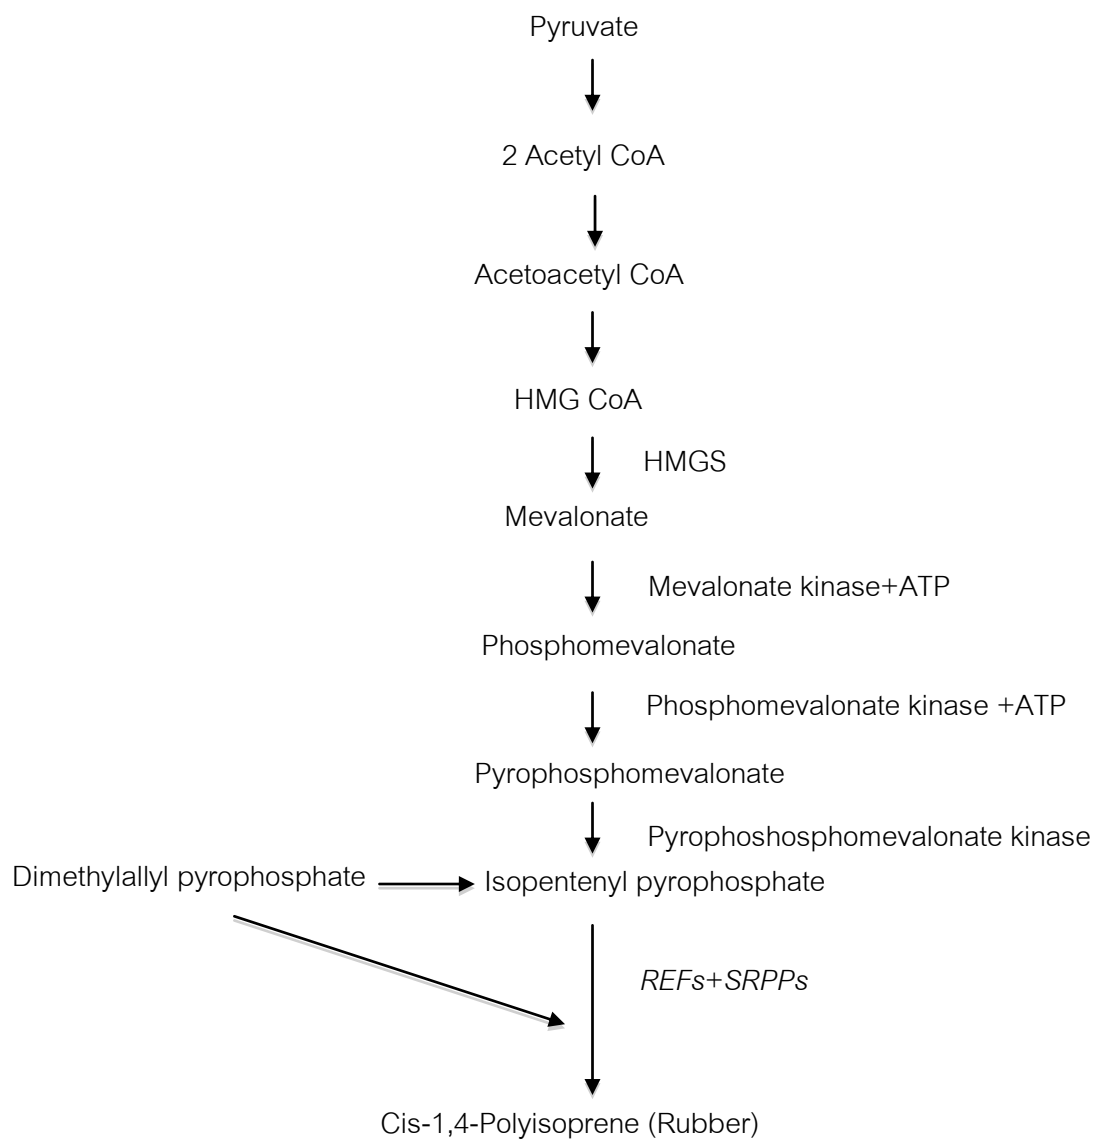 Pyruvate
2 Acetyl CoA
Acetoacetyl CoA
HMG CoA
HMGS
Mevalonate
Mevalonate kinase+ATP
Phosphomevalonate
Phosphomevalonate kinase +ATP
Pyrophosphomevalonate
Pyrophoshosphomevalonate kinase
Dimethylallyl pyrophosphate
Isopentenyl pyrophosphate
REFs+SRPPs
Cis-1,4-Polyisoprene (Rubber)